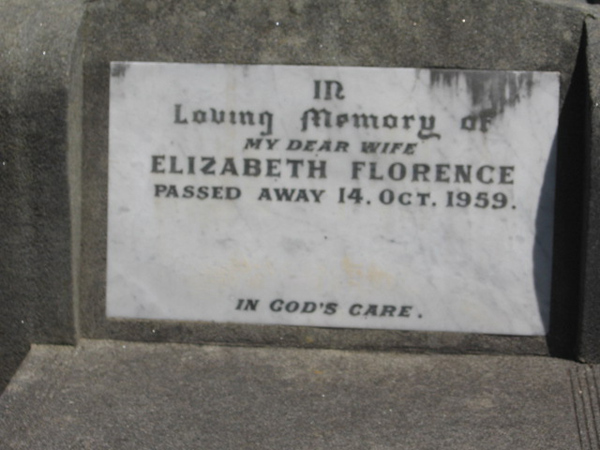 IN
Loving Memory of
MY DEAR WIFE
ELIZABETH FLORENCE
PASSED AWAY 14. OCT. 1959.
IN GOD'S CARE.